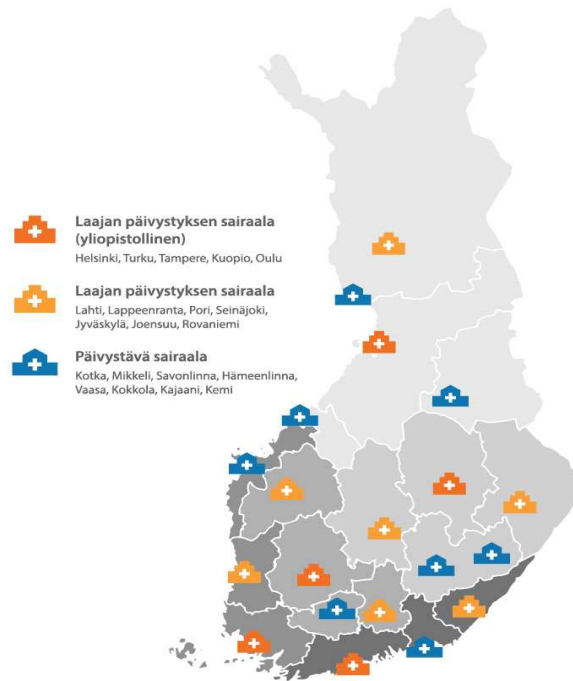 Laajan päivystyksen sairaala
(yliopistollinen)
Helsinki, Turku, Tampere, Kuopio, Oulu
Laajan päivystyksen sairaala
Lahti, Lappeenranta, Pori, Seinäjoki,
Jyväskylä, Joensuu, Rovaniemi
Päivystävä sairaala
Kotka, Mikkeli, Savonlinna, Hämeenlinna,
Vaasa, Kokkola, Kajaani, Kemi